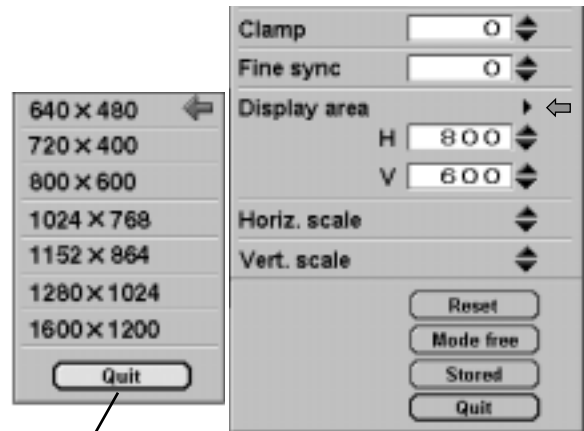 640 × 480
720 × 400
800 × 600
1024 × 768
1152 × 864
1280 × 1024
1600 × 1200
Quit
Clamp 0
Fine sync 0
Display area
H 800
V 600
Horiz. scale
Vert. scale
Reset
Mode free
Stored
Quit